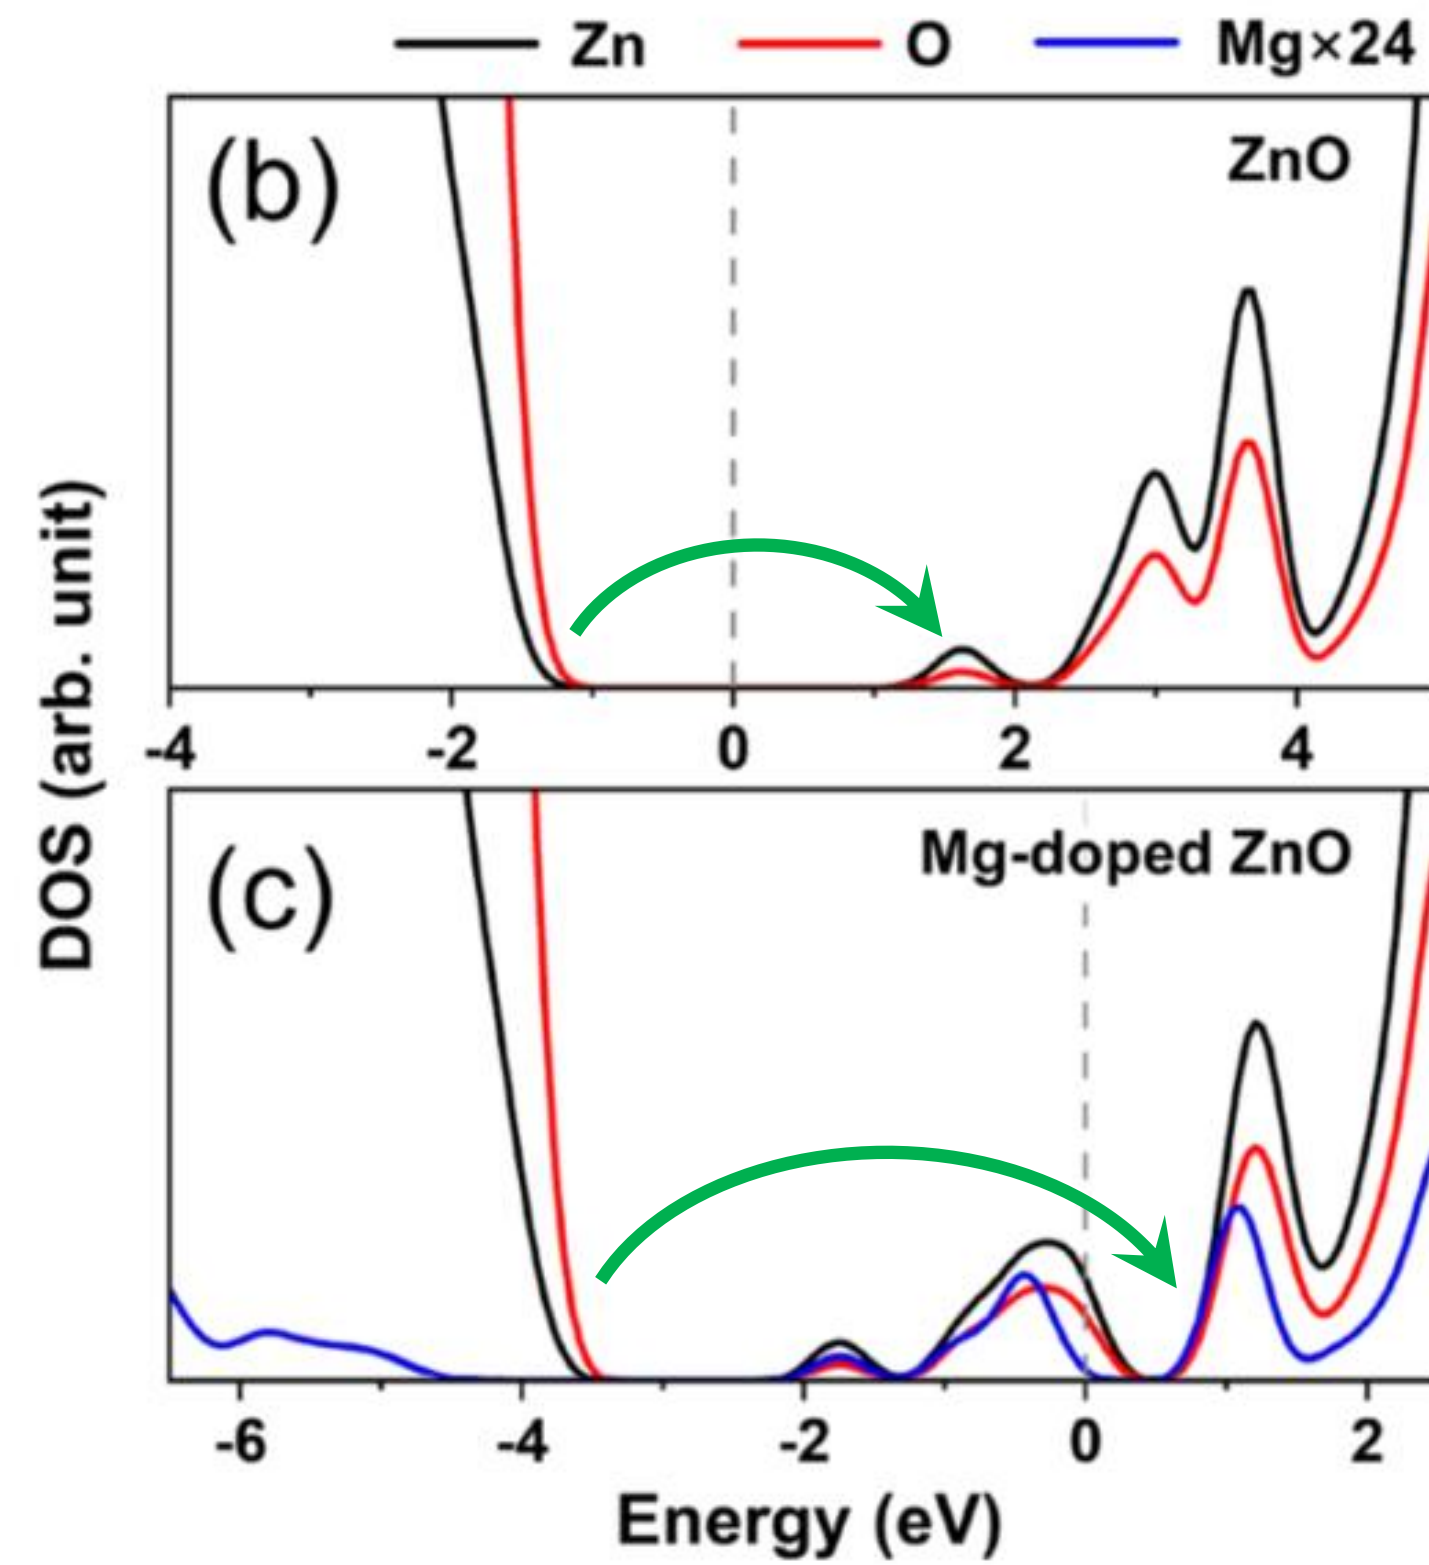 Zn O Mg×24
(b)
ZnO
-4 -2 0 2 4
DOS (arb. unit)
(c)
Mg-doped ZnO
-6 -4 -2 0 2
Energy (eV)